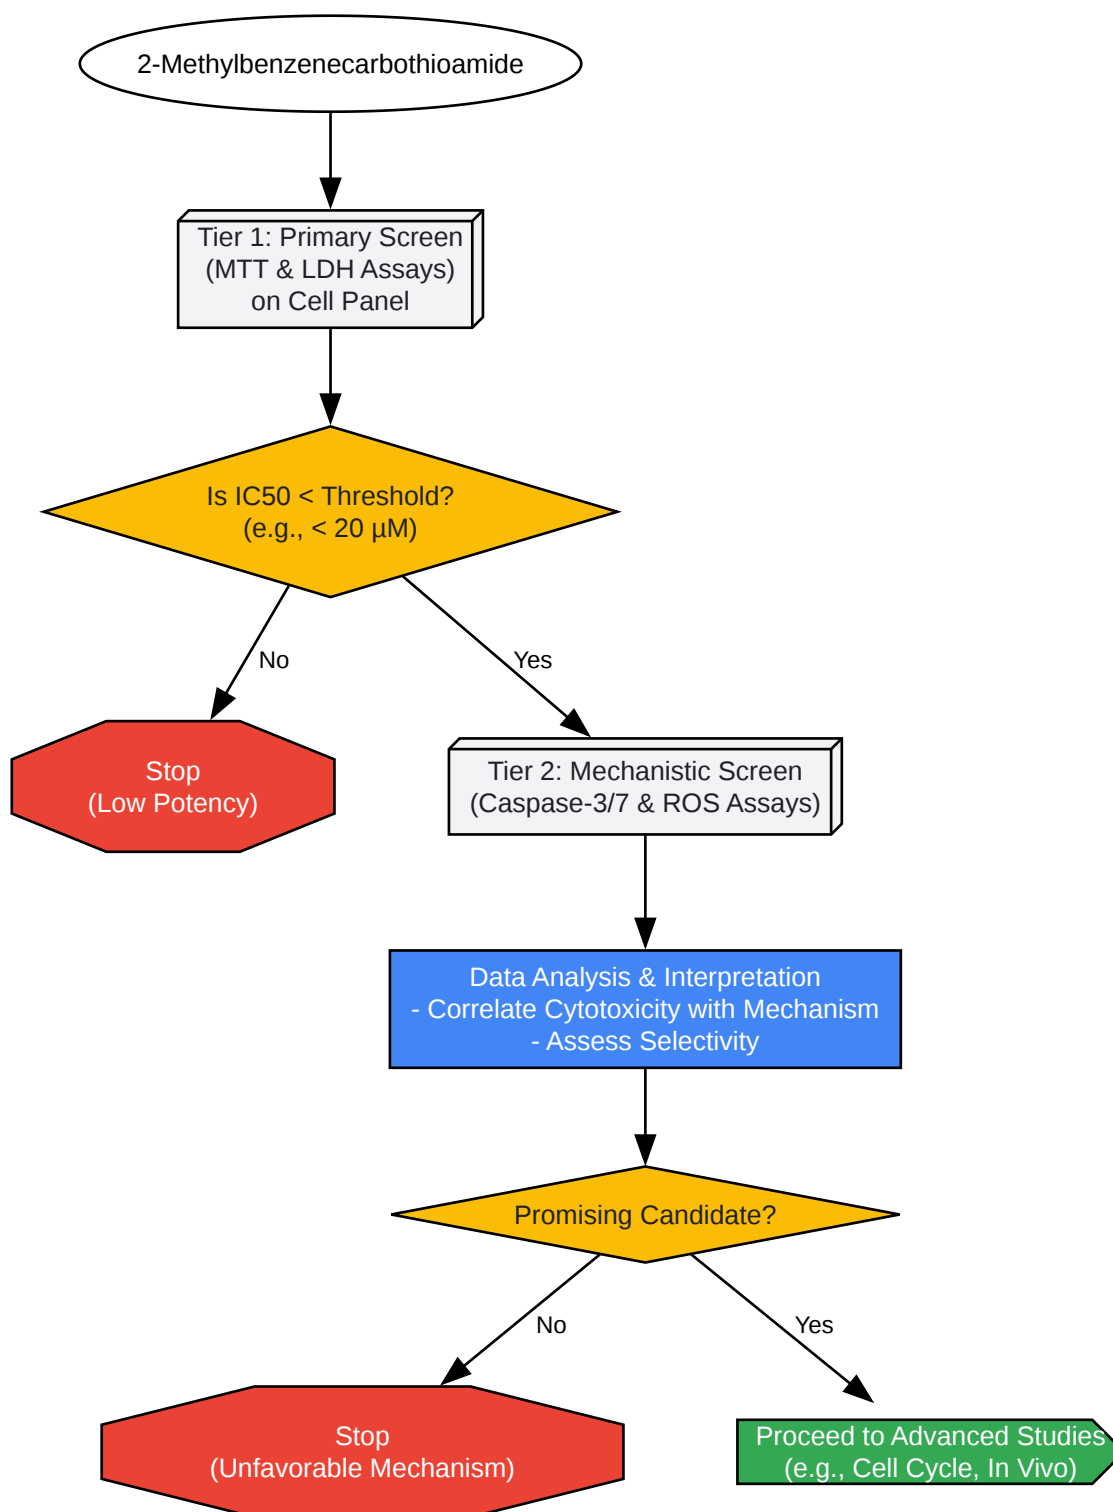 2-Methylbenzenecarbothioamide
Tier 1: Primary Screen
(MTT & LDH Assays)
on Cell Panel
Is IC50 < Threshold?
(e.g., < 20 µM)
No
Yes
Stop
(Low Potency)
Tier 2: Mechanistic Screen
(Caspase-3/7 & ROS Assays)
Data Analysis & Interpretation
- Correlate Cytotoxicity with Mechanism
- Assess Selectivity
Promising Candidate?
No
Yes
Stop
(Unfavorable Mechanism)
Proceed to Advanced Studies
(e.g., Cell Cycle, In Vivo)